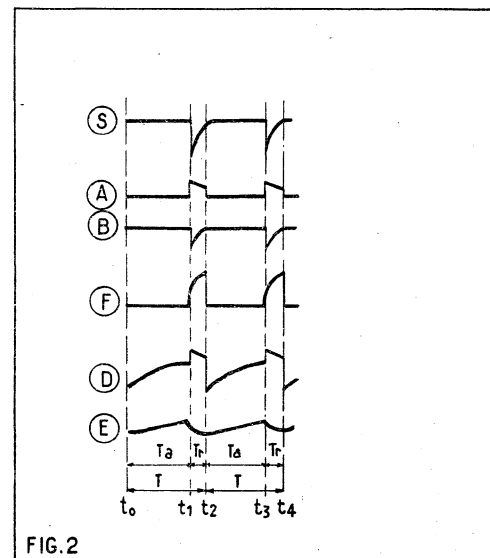 S
A
B
F
D
E
Ta Tr Ta Tr
T T
t₀ t₁ t₂ t₃ t₄
FIG.2